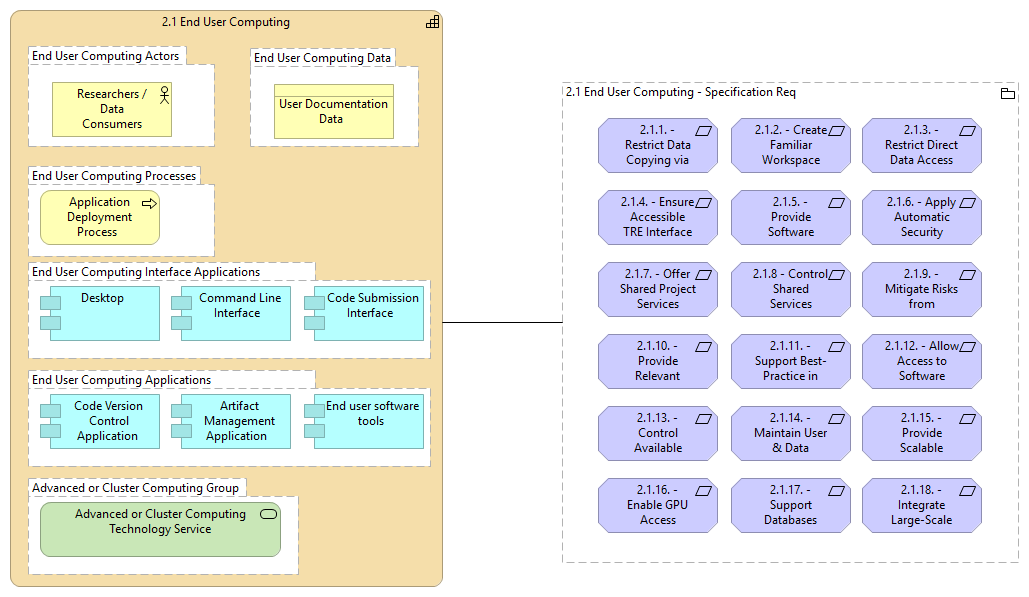 2.1 End User Computing
End User Computing Actors
Researchers /
Data
Consumers
End User Computing Data
User Documentation
Data
End User Computing Processes
Application
Deployment
Process
End User Computing Interface Applications
Desktop
Command Line
Interface
Code Submission
Interface
End User Computing Applications
Code Version
Control
Application
Artifact
Management
Application
End user software
tools
Advanced or Cluster Computing Group
Advanced or Cluster Computing
Technology Service
2.1 End User Computing - Specification Req
2.1.1. -
Restrict Data
Copying via
2.1.2. - Create
Familiar
Workspace
2.1.3. -
Restrict Direct
Data Access
2.1.4. - Ensure
Accessible
TRE Interface
2.1.5. -
Provide
Software
2.1.6. - Apply
Automatic
Security
2.1.7. - Offer
Shared Project
Services
2.1.8 - Control
Shared
Services
2.1.9. -
Mitigate Risks
from
2.1.10. -
Provide
Relevant
2.1.11. -
Support Best-
Practice in
2.1.12. - Allow
Access to
Software
2.1.13. -
Control
Available
2.1.14. -
Maintain User
& Data
2.1.15. -
Provide
Scalable
2.1.16. -
Enable GPU
Access
2.1.17. -
Support
Databases
2.1.18. -
Integrate
Large-Scale